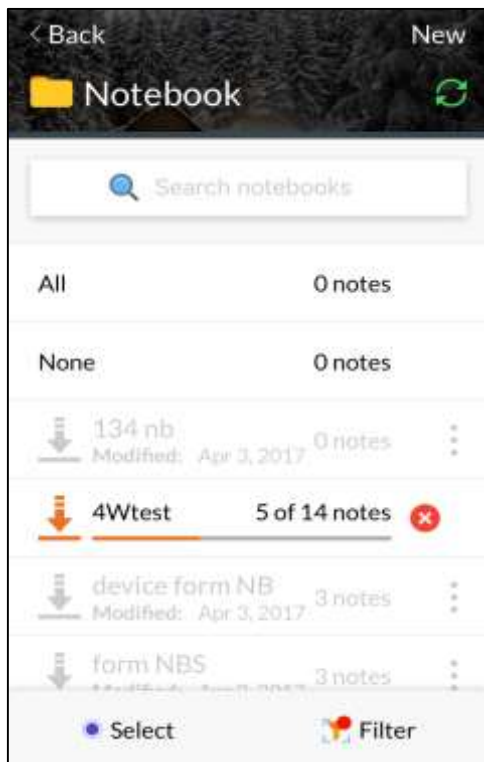 < Back New
Notebook
Search notebooks
All 0 notes
None 0 notes
134 nb
Modified: Apr 3, 2017 0 notes
4Wtest 5 of 14 notes
device form NB
Modified: Apr 3, 2017 3 notes
form NBS
3 notes
Select Filter